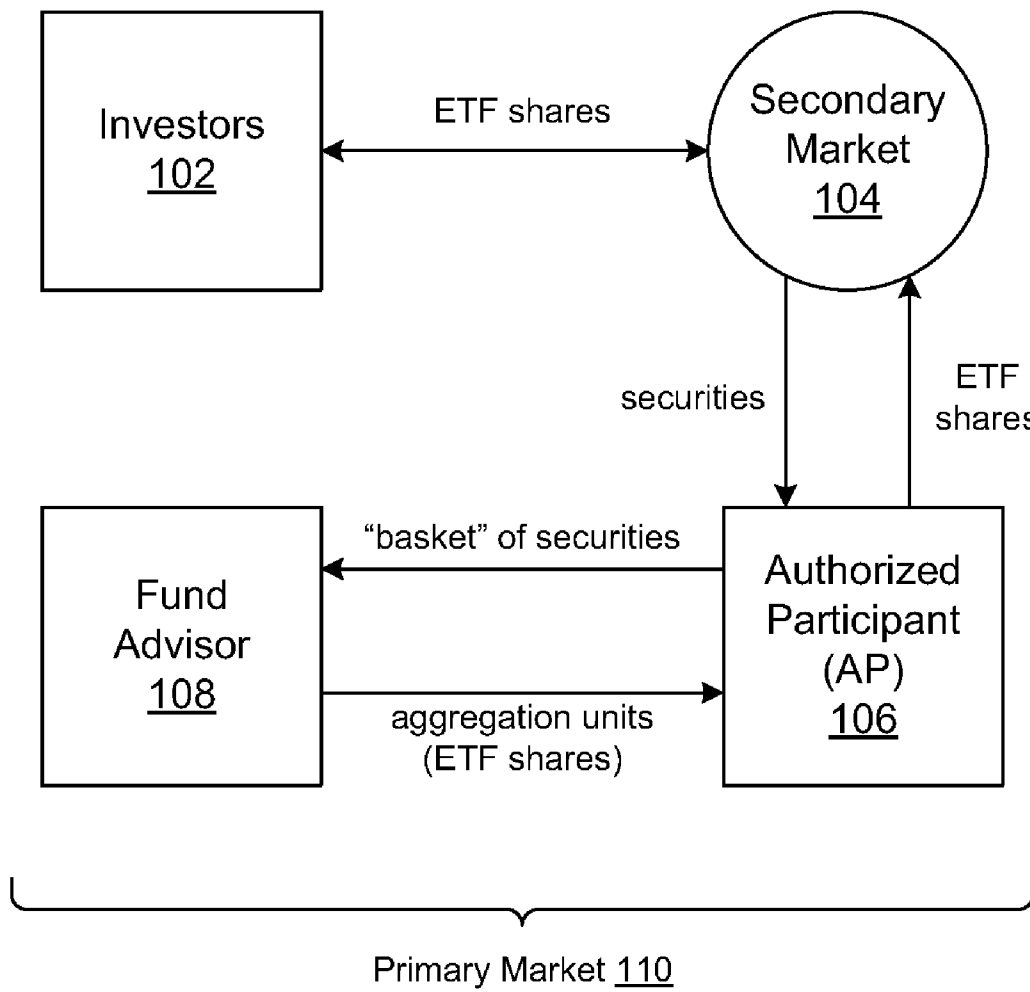 Investors
102
ETF shares
Secondary
Market
104
securities
ETF
shares
Fund
Advisor
108
“basket” of securities
aggregation units
(ETF shares)
Authorized
Participant
(AP)
106
Primary Market 110